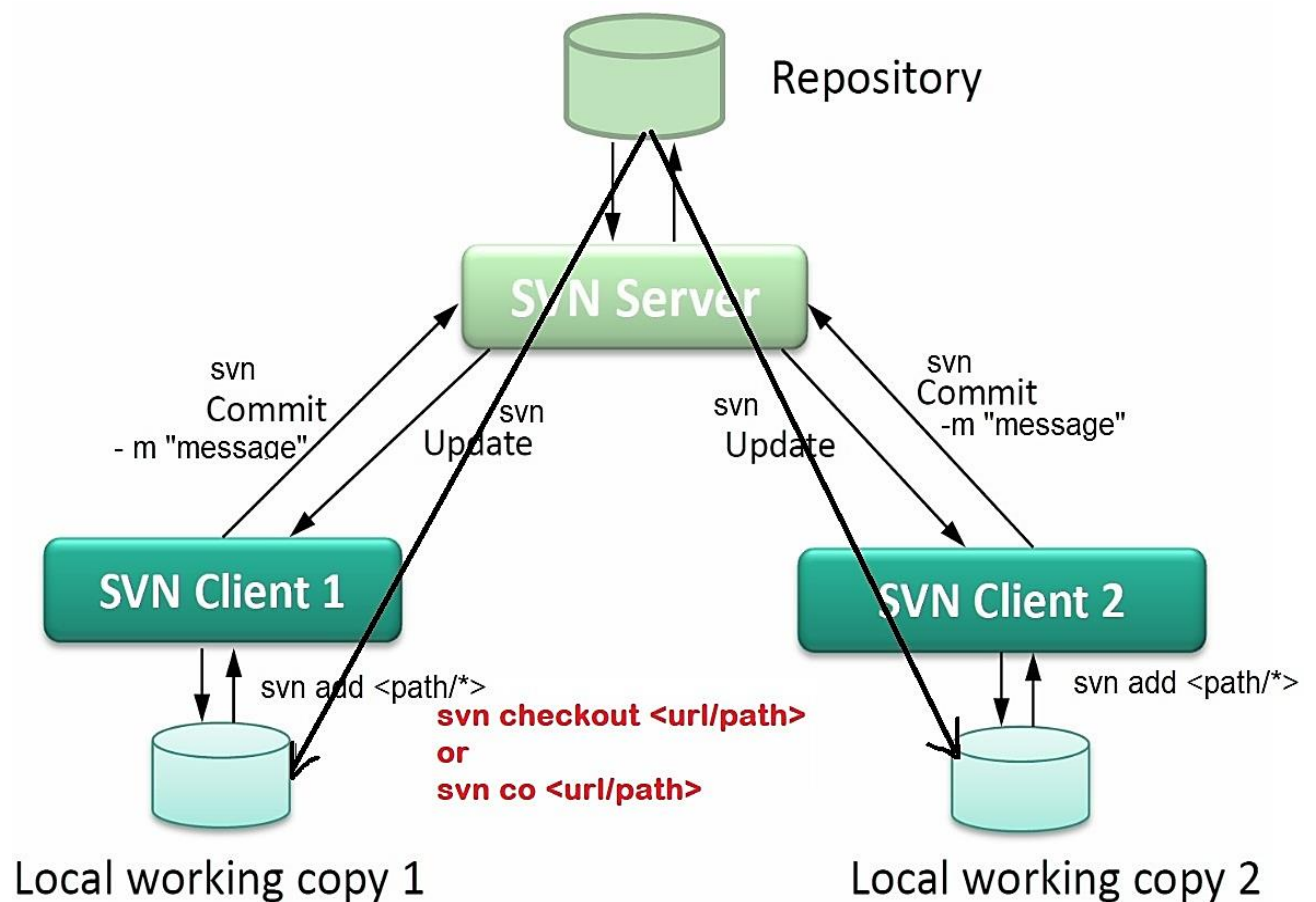 Repository
SVN Server
svn
Commit
- m "message"
svn
Update
svn
Update
svn
Commit
-m "message"
SVN Client 1
SVN Client 2
svn add <path/*>
svn add <path/*>
svn checkout <url/path>
or
svn co <url/path>
Local working copy 1
Local working copy 2